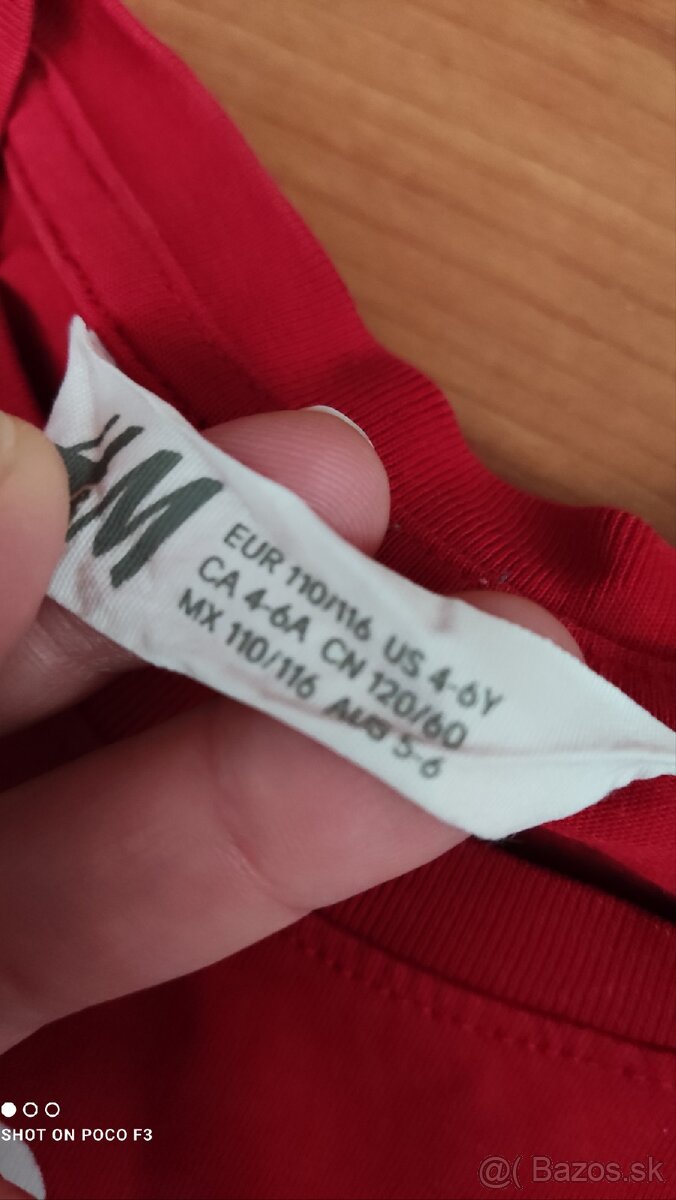 H&M
EUR 110/116 US 4-6Y
CA 4-6A CN 120/60
MX 110/116 AUS 5-6
SHOT ON POCO F3
@( Bazos.sk